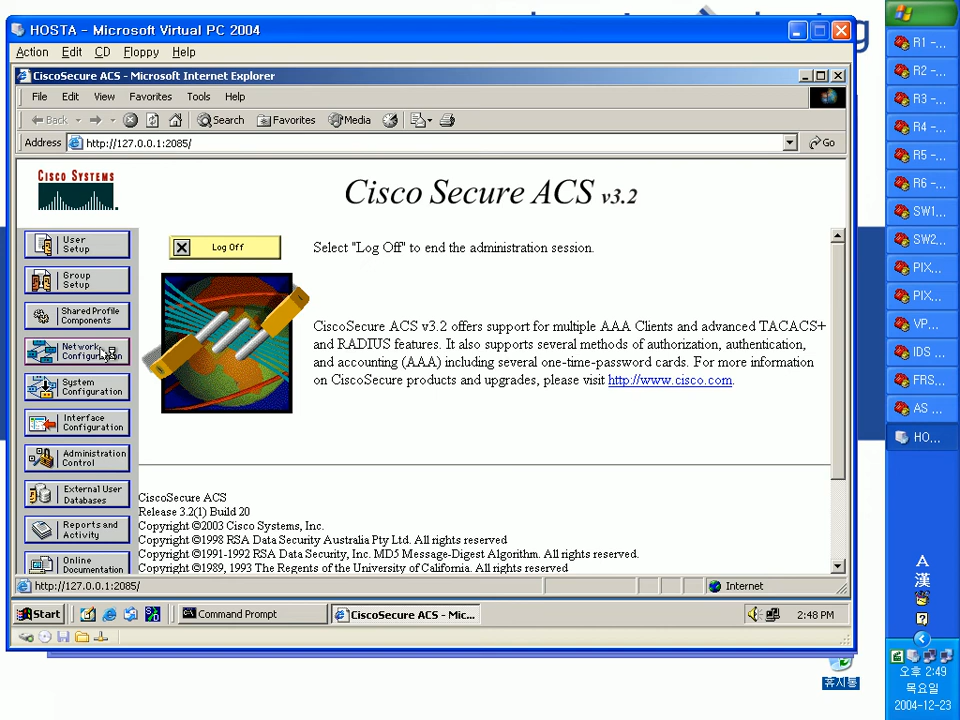 HOSTA - Microsoft Virtual PC 2004
Action Edit CD Floppy Help
CiscoSecure ACS - Microsoft Internet Explorer
File Edit View Favorites Tools Help
Back Search Favorites Media
Address http://127.0.0.1:2085/ Go
CISCO SYSTEMS
Cisco Secure ACS v3.2
User
Setup
Group
Setup
Shared Profile
Components
Network
Configuration
System
Configuration
Interface
Configuration
Administration
Control
External User
Databases
Reports and
Activity
Online
Documentation
Log Off
Select "Log Off" to end the administration session.
CiscoSecure ACS v3.2 offers support for multiple AAA Clients and advanced TACACS+
and RADIUS features. It also supports several methods of authorization, authentication,
and accounting (AAA) including several one-time-password cards. For more information
on CiscoSecure products and upgrades, please visit http://www.cisco.com.
CiscoSecure ACS
Release 3.2(1) Build 20
Copyright ©2003 Cisco Systems, Inc.
Copyright ©1998 RSA Data Security Australia Pty Ltd. All rights reserved
Copyright ©1991-1992 RSA Data Security, Inc. MD5 Message-Digest Algorithm. All rights reserved.
Copyright ©1989, 1993 The Regents of the University of California. All rights reserved
http://127.0.0.1:2085/ Internet
Start Command Prompt CiscoSecure ACS - Mic... 2:48 PM
R1 -...
R2 -...
R3 -...
R4 -...
R5 -...
R6 -...
SW1...
SW2...
PIX...
PIX...
VP...
IDS ...
FRS...
AS ...
HO...
A
漢
?
오후 2:49
목요일
2004-12-23
휴지통